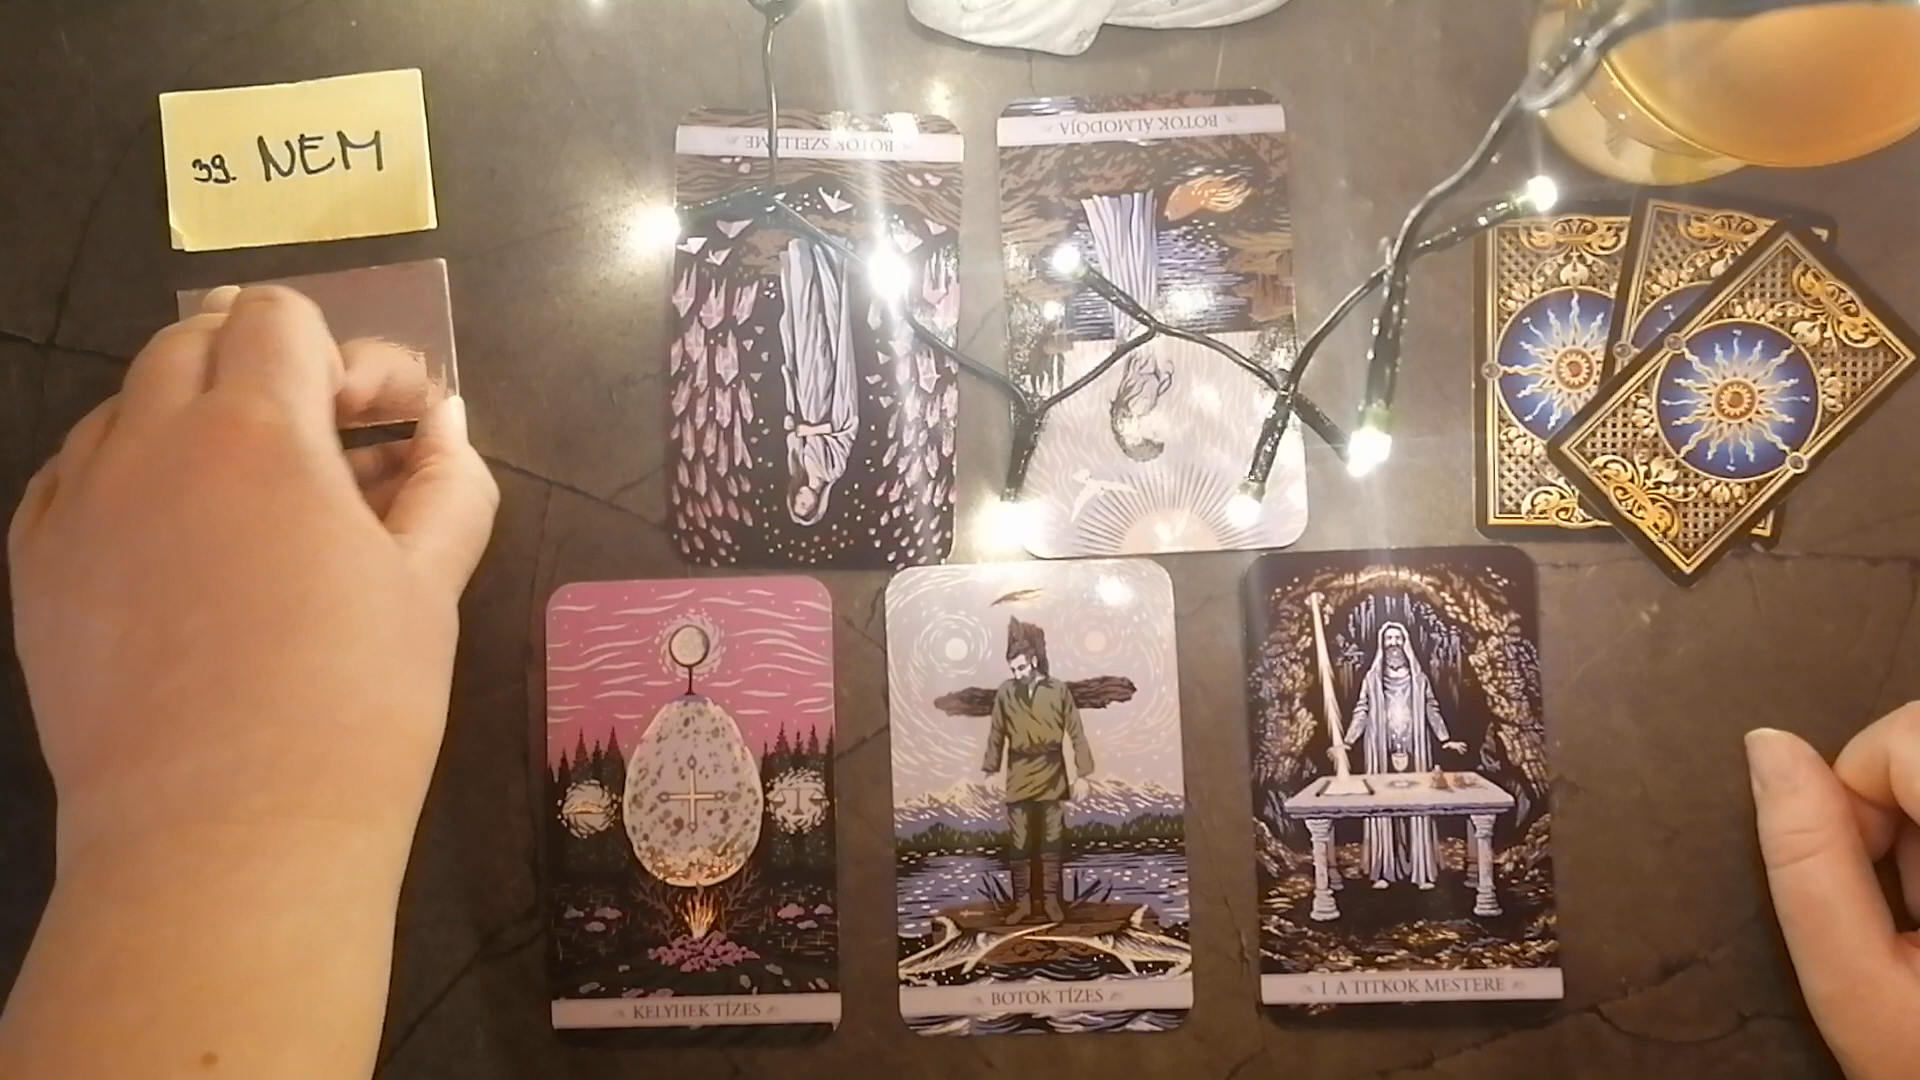 39. NEM
BOTOK SZELLEME
BOTOK ÁLMODÓJA
KELYHEK TÍZES
BOTOK TÍZES
I A TITKOK MESTERE